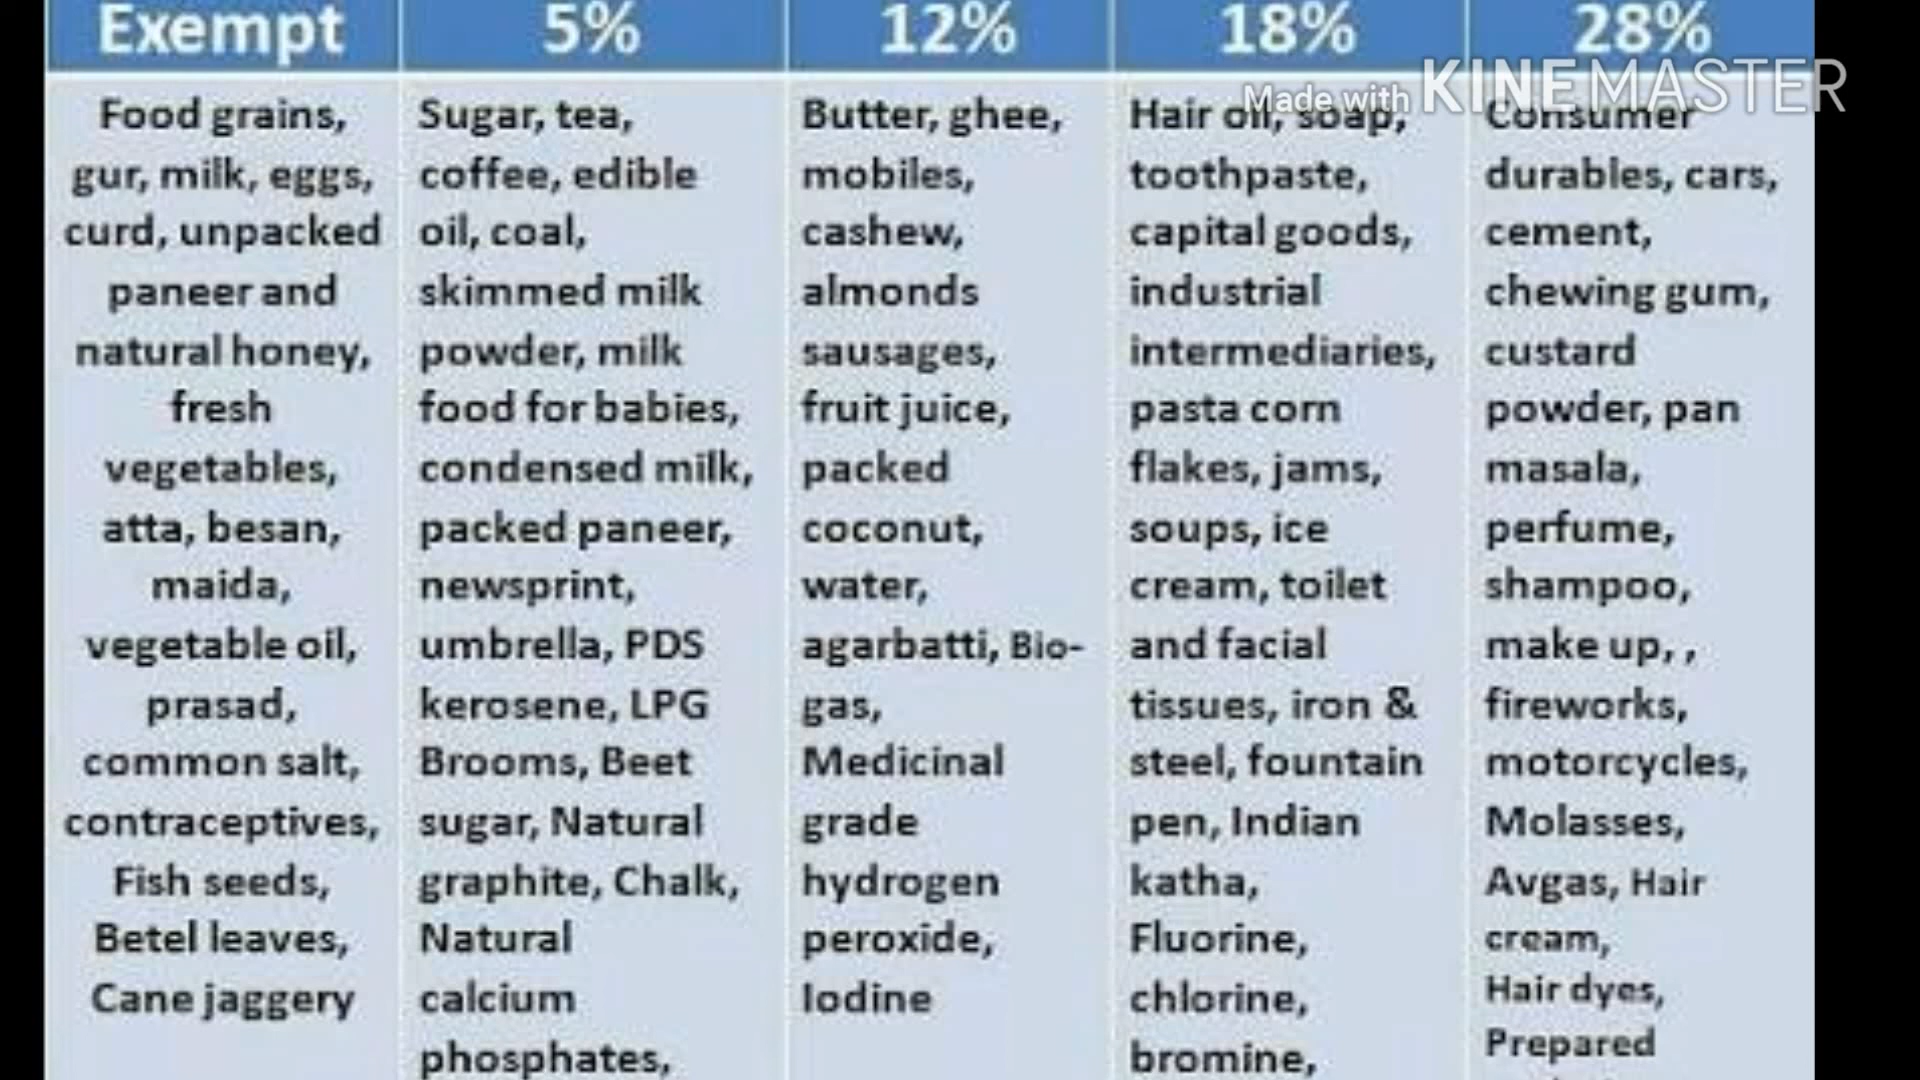 Exempt
Food grains,
gur, milk, eggs,
curd, unpacked
paneer and
natural honey,
fresh
vegetables,
atta, besan,
maida,
vegetable oil,
prasad,
common salt,
contraceptives,
Fish seeds,
Betel leaves,
Cane jaggery
5%
Sugar, tea,
coffee, edible
oil, coal,
skimmed milk
powder, milk
food for babies,
condensed milk,
packed paneer,
newsprint,
umbrella, PDS
kerosene, LPG
Brooms, Beet
sugar, Natural
graphite, Chalk,
Natural
calcium
phosphates,
12%
Butter, ghee,
mobiles,
cashew,
almonds
sausages,
fruit juice,
packed
coconut,
water,
agarbatti, Bio-
gas,
Medicinal
grade
hydrogen
peroxide,
Iodine
18%
Hair oil, soap,
toothpaste,
capital goods,
industrial
intermediaries,
pasta corn
flakes, jams,
soups, ice
cream, toilet
and facial
tissues, iron &
steel, fountain
pen, Indian
katha,
Fluorine,
chlorine,
bromine,
28%
Consumer
durables, cars,
cement,
chewing gum,
custard
powder, pan
masala,
perfume,
shampoo,
make up, ,
fireworks,
motorcycles,
Molasses,
Avgas, Hair
cream,
Hair dyes,
Prepared
Made with KINEMASTER